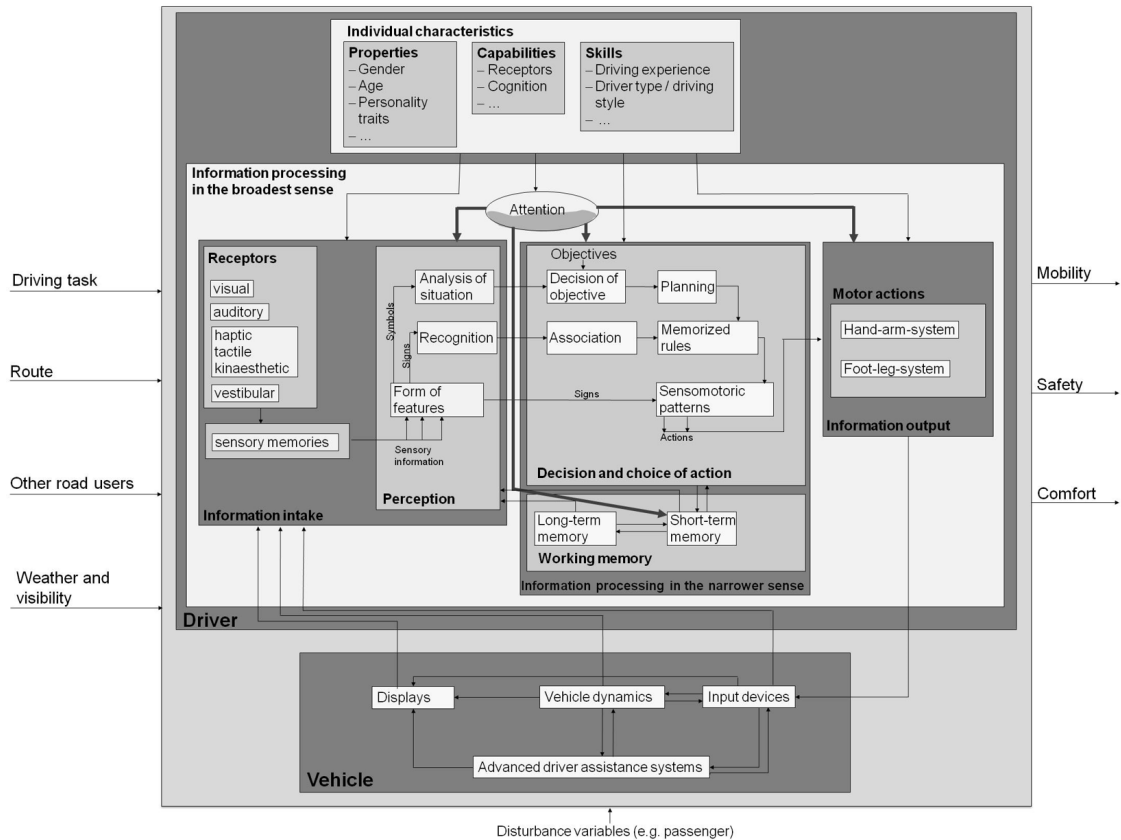 Individual characteristics
Properties
– Gender
– Age
– Personality
traits
– ...
Capabilities
– Receptors
– Cognition
– ...
Skills
– Driving experience
– Driver type / driving
style
– ...
Information processing
in the broadest sense
Attention
Receptors
visual
auditory
haptic
tactile
kinaesthetic
vestibular
sensory memories
Information intake
Analysis of
situation
Symbols
Recognition
Signs
Form of
features
Sensory
information
Perception
Objectives
Decision of
objective
Planning
Association
Memorized
rules
Signs
Sensomotoric
patterns
Actions
Decision and choice of action
Long-term
memory
Short-term
memory
Working memory
Information processing in the narrower sense
Motor actions
Hand-arm-system
Foot-leg-system
Information output
Driver
Driving task
Route
Other road users
Weather and
visibility
Mobility
Safety
Comfort
Displays
Vehicle dynamics
Input devices
Advanced driver assistance systems
Vehicle
Disturbance variables (e.g. passenger)